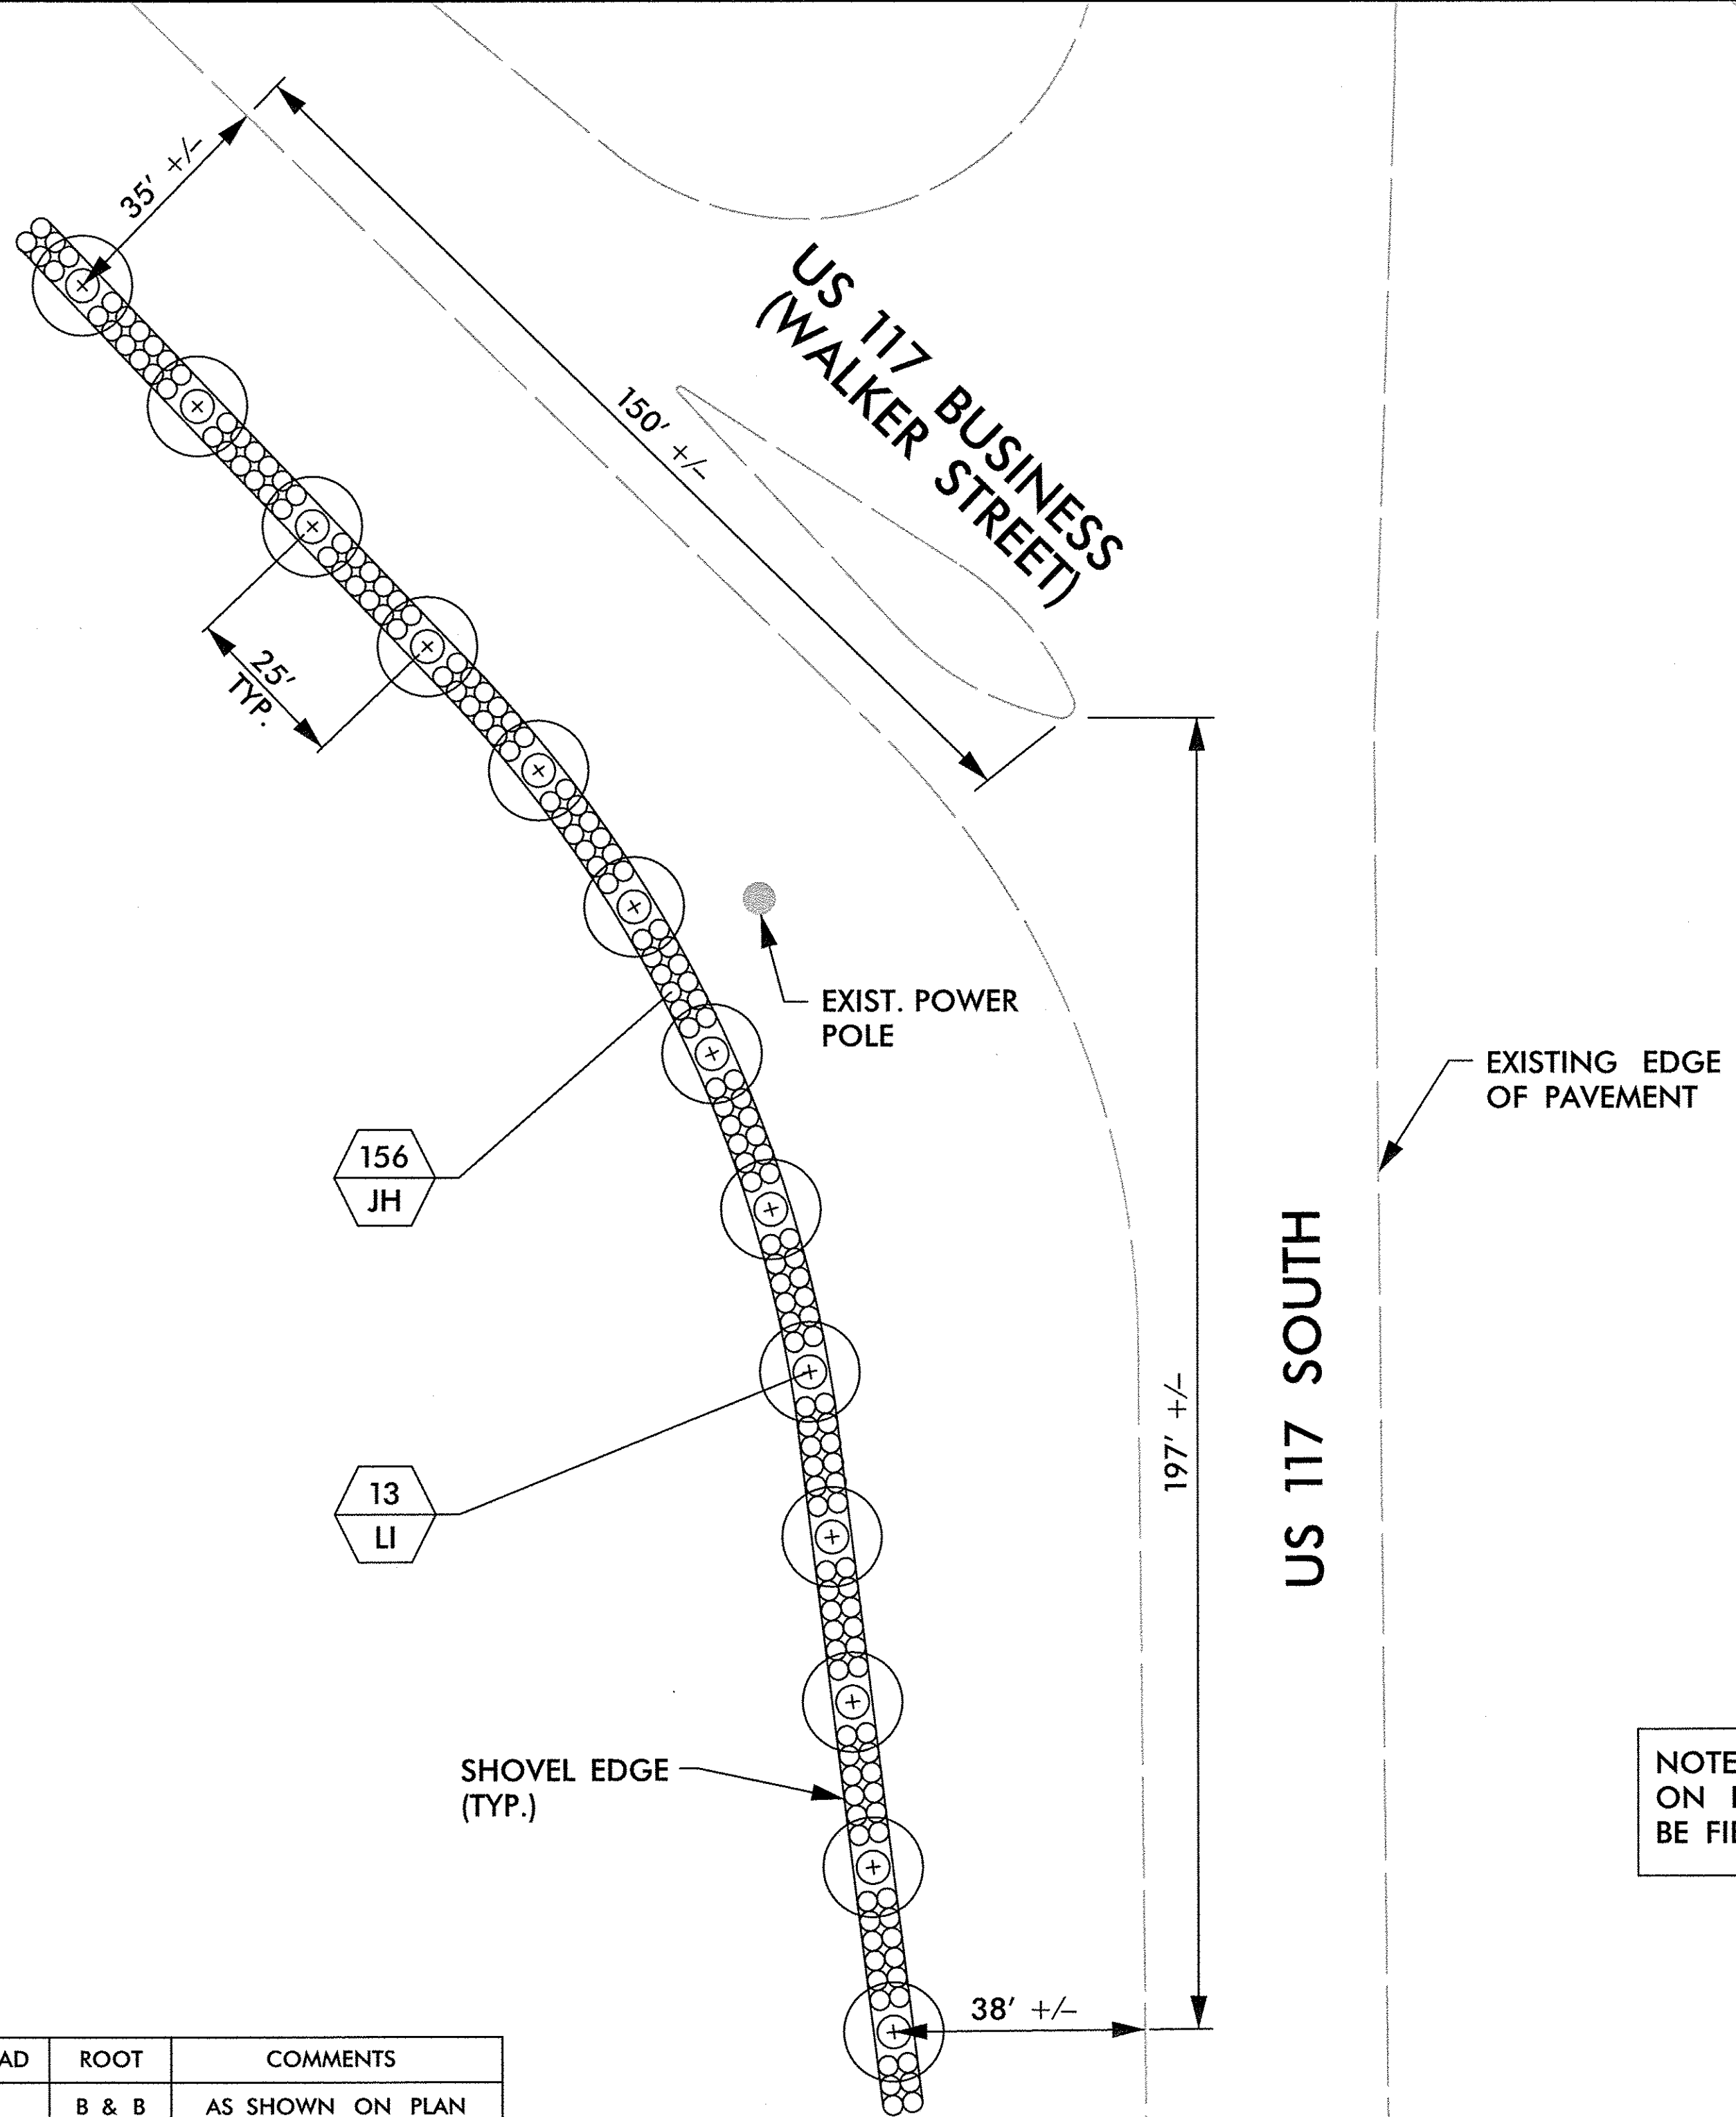 35' +/-
US 117 BUSINESS
(WALKER STREET)
150' +/-
25'
TYP.
EXIST. POWER
POLE
EXISTING EDGE
OF PAVEMENT
156
JH
US 117 SOUTH
197' +/-
13
LI
SHOVEL EDGE
(TYP.)
NOTE
ON
BE
38' +/-
ROOT COMMENTS
B & B AS SHOWN ON PLAN